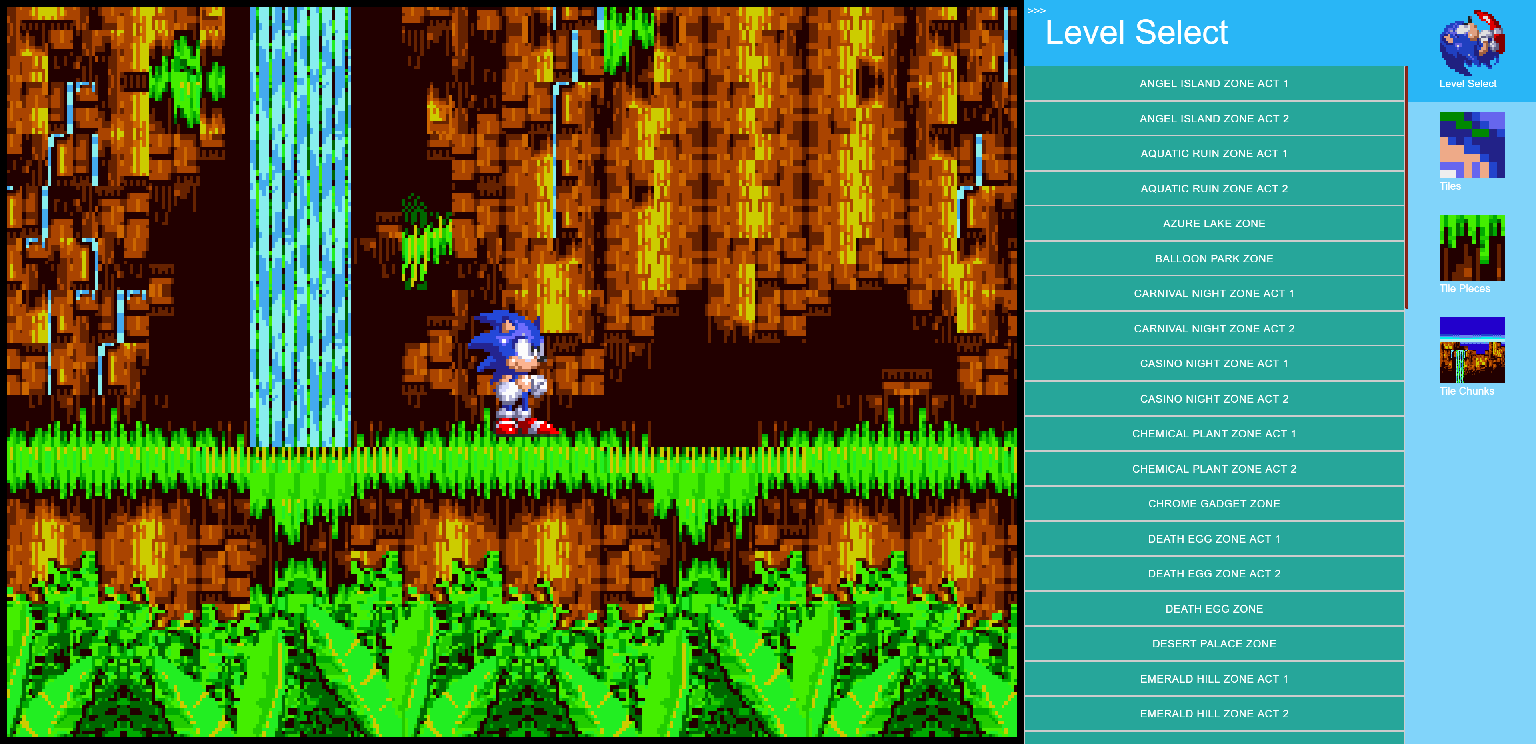 >>>
Level Select
ANGEL ISLAND ZONE ACT 1
ANGEL ISLAND ZONE ACT 2
AQUATIC RUIN ZONE ACT 1
AQUATIC RUIN ZONE ACT 2
AZURE LAKE ZONE
BALLOON PARK ZONE
CARNIVAL NIGHT ZONE ACT 1
CARNIVAL NIGHT ZONE ACT 2
CASINO NIGHT ZONE ACT 1
CASINO NIGHT ZONE ACT 2
CHEMICAL PLANT ZONE ACT 1
CHEMICAL PLANT ZONE ACT 2
CHROME GADGET ZONE
DEATH EGG ZONE ACT 1
DEATH EGG ZONE ACT 2
DEATH EGG ZONE
DESERT PALACE ZONE
EMERALD HILL ZONE ACT 1
EMERALD HILL ZONE ACT 2
Level Select
Tiles
Tile Pieces
Tile Chunks